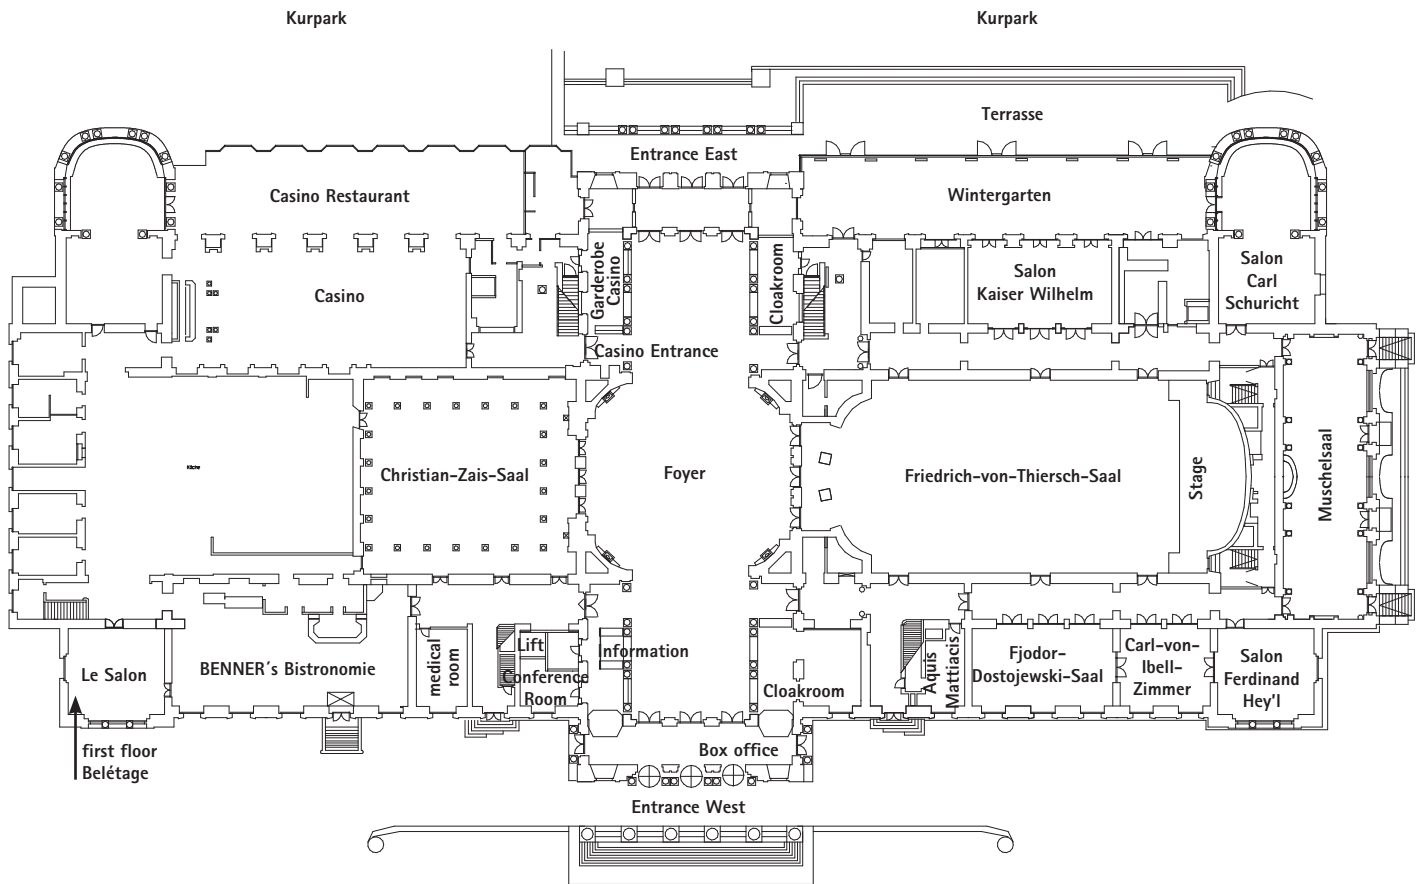 Kurpark
Kurpark
Terrasse
Entrance East
Casino Restaurant
Wintergarten
Garderobe
Casino
Cloakroom
Salon
Kaiser Wilhelm
Salon
Carl
Schuricht
Casino
Casino Entrance
Küche
Christian-Zais-Saal
Foyer
Friedrich-von-Thiersch-Saal
Stage
Muschelsaal
Le Salon
BENNER´s Bistronomie
medical
room
Lift
Conference
Room
Information
Cloakroom
Aquis
Mattiacis
Fjodor-
Dostojewski-Saal
Carl-von-
Ibell-
Zimmer
Salon
Ferdinand
Hey'l
first floor
Belétage
Box office
Entrance West